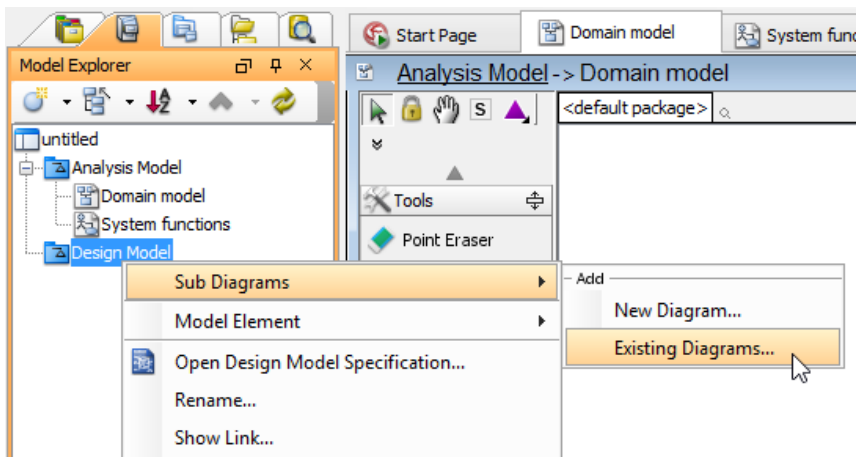 Start Page
Domain model
System func
Model Explorer
Analysis Model -> Domain model
S
<default package>
untitled
Analysis Model
Domain model
System functions
Design Model
Tools
Point Eraser
Sub Diagrams
Model Element
Open Design Model Specification...
Rename...
Show Link...
Add
New Diagram...
Existing Diagrams...